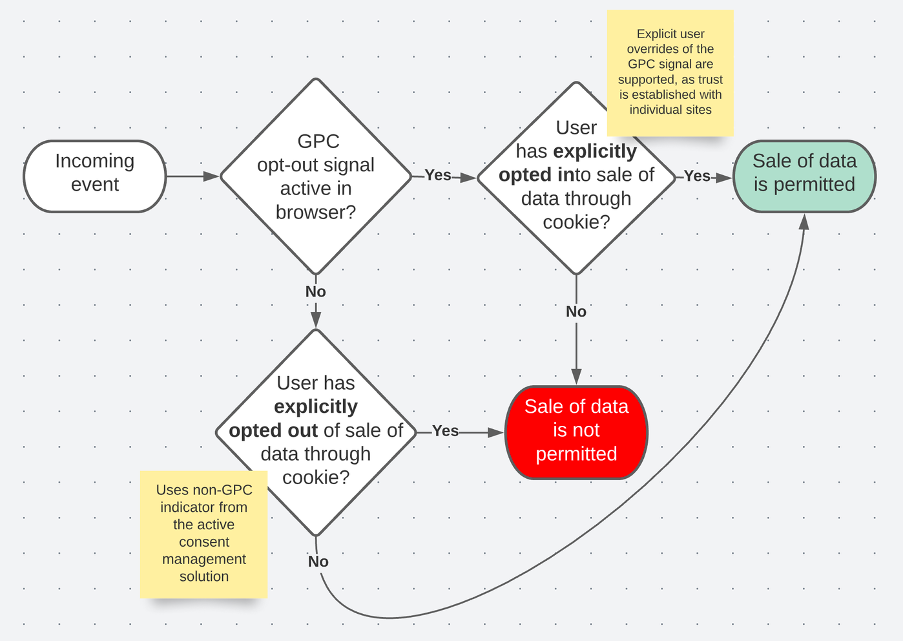 Explicit user
overrides of the
GPC signal are
supported, as trust
is established with
individual sites
Incoming
event
GPC
opt-out signal
active in
browser?
Yes
User
has explicitly
opted into sale of
data through
cookie?
Yes
Sale of data
is permitted
No
No
User has
explicitly
opted out of sale of
data through
cookie?
Yes
Sale of data
is not
permitted
Uses non-GPC
indicator from
the active
consent
management
solution
No